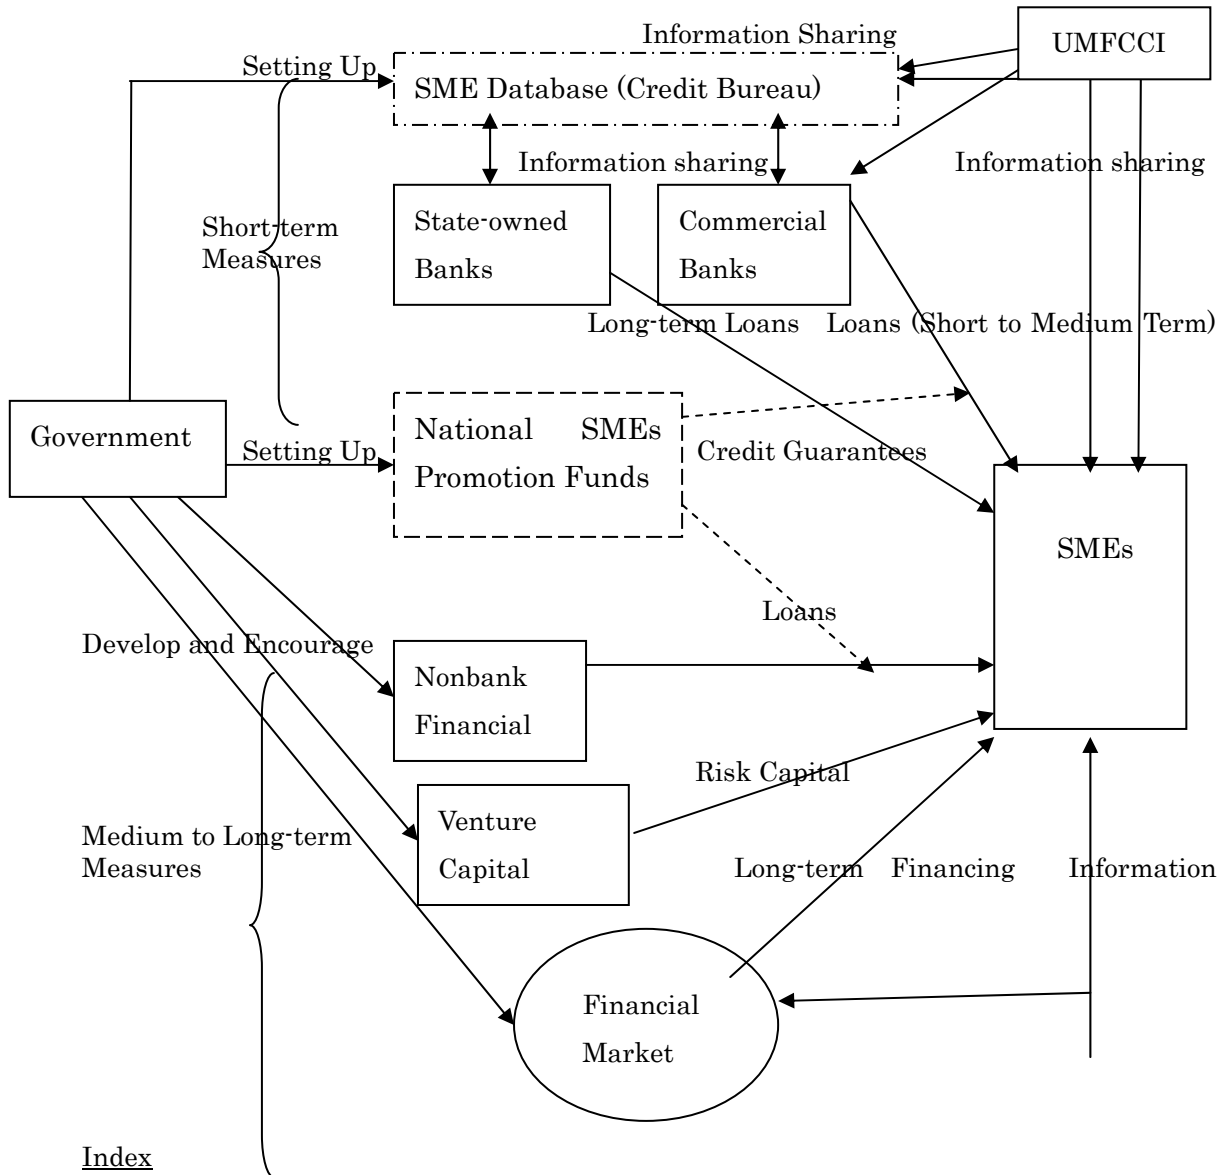 Information Sharing
UMFCCI
Setting Up
SME Database (Credit Bureau)
Information sharing
Information sharing
Short-term
Measures
State-owned
Banks
Commercial
Banks
Long-term Loans
Loans (Short to Medium Term)
Government
Setting Up
National SMEs
Promotion Funds
Credit Guarantees
SMEs
Loans
Develop and Encourage
Nonbank
Financial
Risk Capital
Venture
Capital
Medium to Long-term
Measures
Long-term Financing
Information
Financial
Market
Index